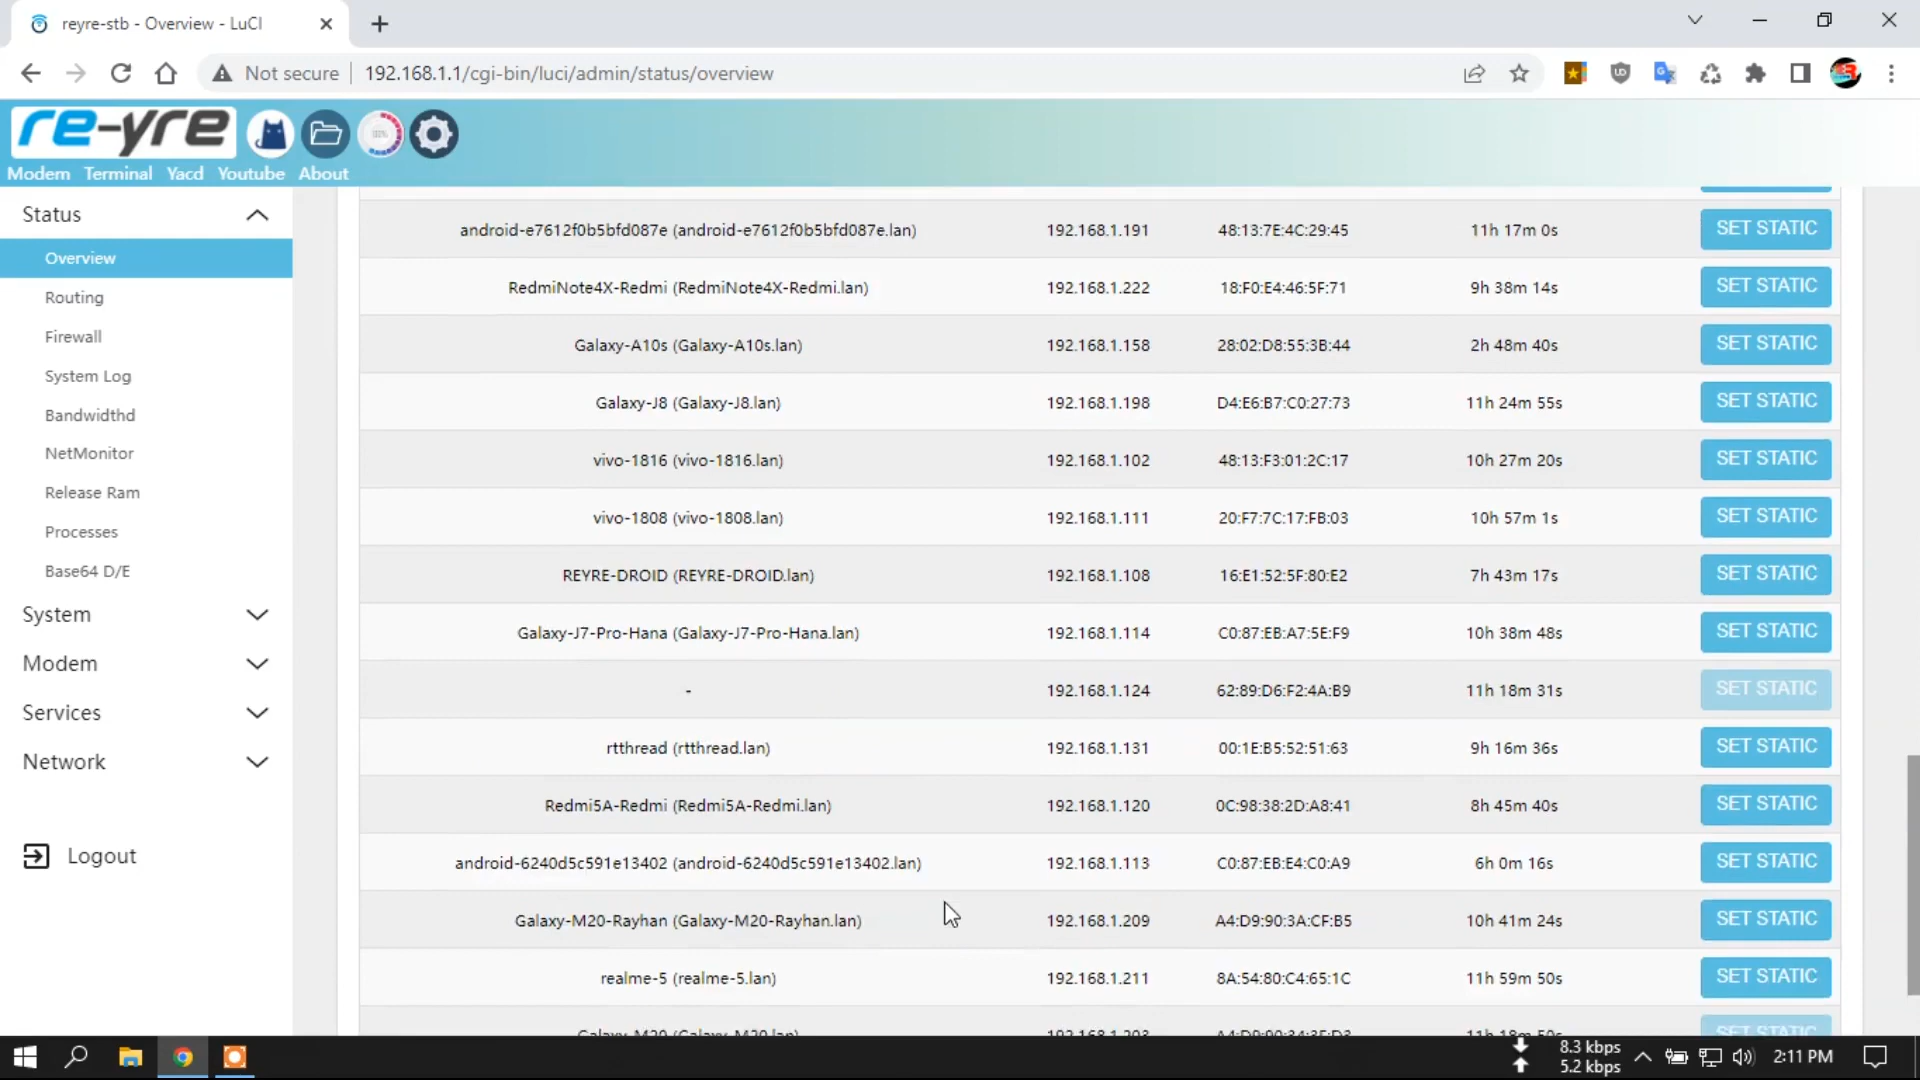 reyre-stb - Overview - LuCI
Not secure
192.168.1.1/cgi-bin/luci/admin/status/overview
re-yre
Modem Terminal Yacd Youtube About
Status
Overview
Routing
Firewall
System Log
Bandwidthd
NetMonitor
Release Ram
Processes
Base64 D/E
System
Modem
Services
Network
Logout
android-e7612f0b5bfd087e (android-e7612f0b5bfd087e.lan) 192.168.1.191 48:13:7E:4C:29:45 11h 17m 0s SET STATIC
RedmiNote4X-Redmi (RedmiNote4X-Redmi.lan) 192.168.1.222 18:F0:E4:46:5F:71 9h 38m 14s SET STATIC
Galaxy-A10s (Galaxy-A10s.lan) 192.168.1.158 28:02:D8:55:3B:44 2h 48m 40s SET STATIC
Galaxy-J8 (Galaxy-J8.lan) 192.168.1.198 D4:E6:B7:C0:27:73 11h 24m 55s SET STATIC
vivo-1816 (vivo-1816.lan) 192.168.1.102 48:13:F3:01:2C:17 10h 27m 20s SET STATIC
vivo-1808 (vivo-1808.lan) 192.168.1.111 20:F7:7C:17:FB:03 10h 57m 1s SET STATIC
REYRE-DROID (REYRE-DROID.lan) 192.168.1.108 16:E1:52:5F:80:E2 7h 43m 17s SET STATIC
Galaxy-J7-Pro-Hana (Galaxy-J7-Pro-Hana.lan) 192.168.1.114 C0:87:EB:A7:5E:F9 10h 38m 48s SET STATIC
- 192.168.1.124 62:89:D6:F2:4A:B9 11h 18m 31s SET STATIC
rtthread (rtthread.lan) 192.168.1.131 00:1E:B5:52:51:63 9h 16m 36s SET STATIC
Redmi5A-Redmi (Redmi5A-Redmi.lan) 192.168.1.120 0C:98:38:2D:A8:41 8h 45m 40s SET STATIC
android-6240d5c591e13402 (android-6240d5c591e13402.lan) 192.168.1.113 C0:87:EB:E4:C0:A9 6h 0m 16s SET STATIC
Galaxy-M20-Rayhan (Galaxy-M20-Rayhan.lan) 192.168.1.209 A4:D9:90:3A:CF:B5 10h 41m 24s SET STATIC
realme-5 (realme-5.lan) 192.168.1.211 8A:54:80:C4:65:1C 11h 59m 50s SET STATIC
Galaxy-M20 (Galaxy-M20.lan) SET STATIC
8.3 kbps
5.2 kbps
2:11 PM